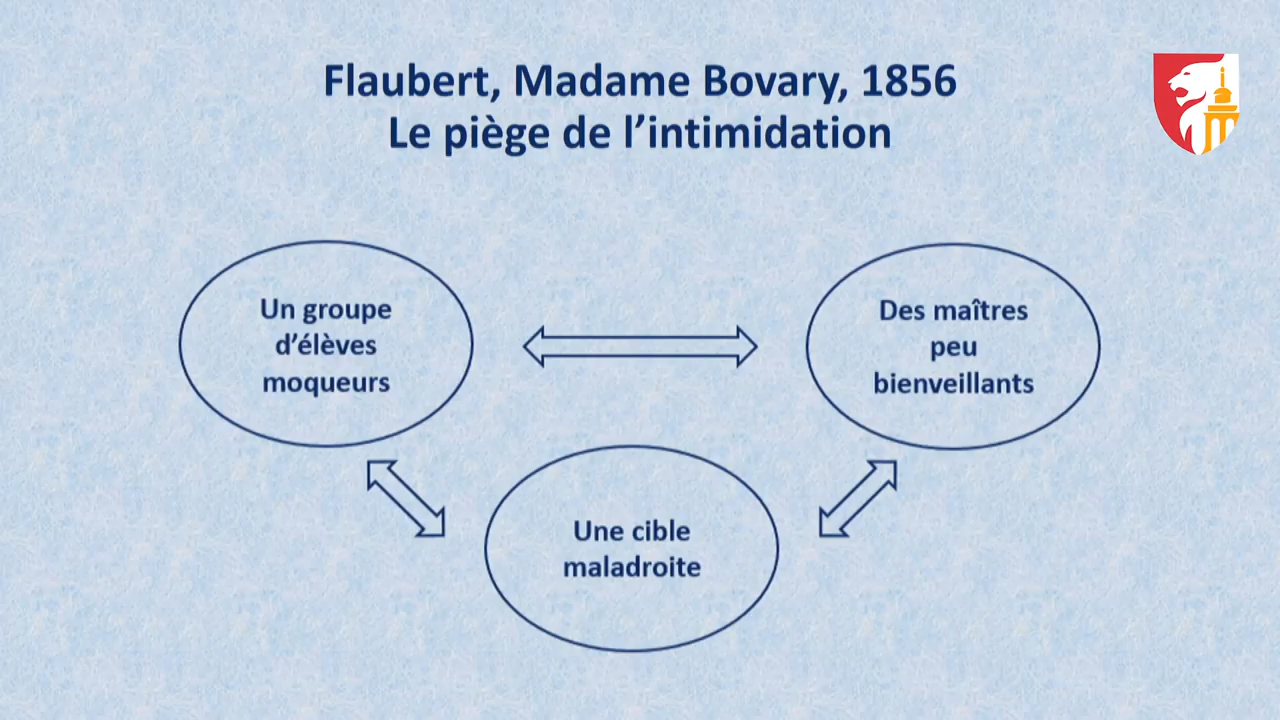 Flaubert, Madame Bovary, 1856
Le piège de l’intimidation
Un groupe
d’élèves
moqueurs
Des maîtres
peu
bienveillants
Une cible
maladroite